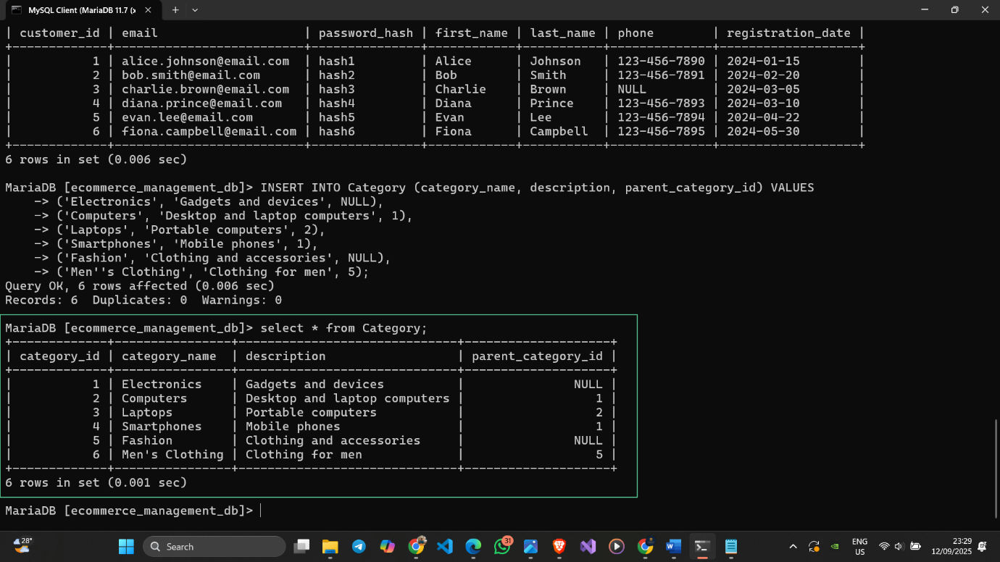 MySQL Client (MariaDB 11.7 (x
| customer_id | email                    | password_hash | first_name | last_name | phone        | registration_date |
+-------------+--------------------------+---------------+------------+-----------+--------------+-------------------+
|           1 | alice.johnson@email.com  | hash1         | Alice      | Johnson   | 123-456-7890 | 2024-01-15        |
|           2 | bob.smith@email.com      | hash2         | Bob        | Smith     | 123-456-7891 | 2024-02-20        |
|           3 | charlie.brown@email.com  | hash3         | Charlie    | Brown     | NULL         | 2024-03-05        |
|           4 | diana.prince@email.com   | hash4         | Diana      | Prince    | 123-456-7893 | 2024-03-10        |
|           5 | evan.lee@email.com       | hash5         | Evan       | Lee       | 123-456-7894 | 2024-04-22        |
|           6 | fiona.campbell@email.com | hash6         | Fiona      | Campbell  | 123-456-7895 | 2024-05-30        |
+-------------+--------------------------+---------------+------------+-----------+--------------+-------------------+
6 rows in set (0.006 sec)
MariaDB [ecommerce_management_db]> INSERT INTO Category (category_name, description, parent_category_id) VALUES
    -> ('Electronics', 'Gadgets and devices', NULL),
    -> ('Computers', 'Desktop and laptop computers', 1),
    -> ('Laptops', 'Portable computers', 2),
    -> ('Smartphones', 'Mobile phones', 1),
    -> ('Fashion', 'Clothing and accessories', NULL),
    -> ('Men''s Clothing', 'Clothing for men', 5);
Query OK, 6 rows affected (0.006 sec)
Records: 6  Duplicates: 0  Warnings: 0
MariaDB [ecommerce_management_db]> select * from Category;
+-------------+----------------+------------------------------+--------------------+
| category_id | category_name  | description                  | parent_category_id |
+-------------+----------------+------------------------------+--------------------+
|           1 | Electronics    | Gadgets and devices          |               NULL |
|           2 | Computers      | Desktop and laptop computers |                  1 |
|           3 | Laptops        | Portable computers           |                  2 |
|           4 | Smartphones    | Mobile phones                |                  1 |
|           5 | Fashion        | Clothing and accessories     |               NULL |
|           6 | Men's Clothing | Clothing for men             |                  5 |
+-------------+----------------+------------------------------+--------------------+
6 rows in set (0.001 sec)
MariaDB [ecommerce_management_db]>
28°
Search
31
ENG
US
23:29
12/09/2025